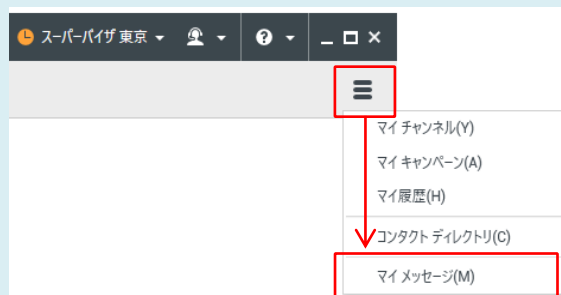 スーパーバイザ 東京
マイ チャンネル(Y)
マイ キャンペーン(A)
マイ履歴(H)
コンタクト ディレクトリ(C)
マイ メッセージ(M)